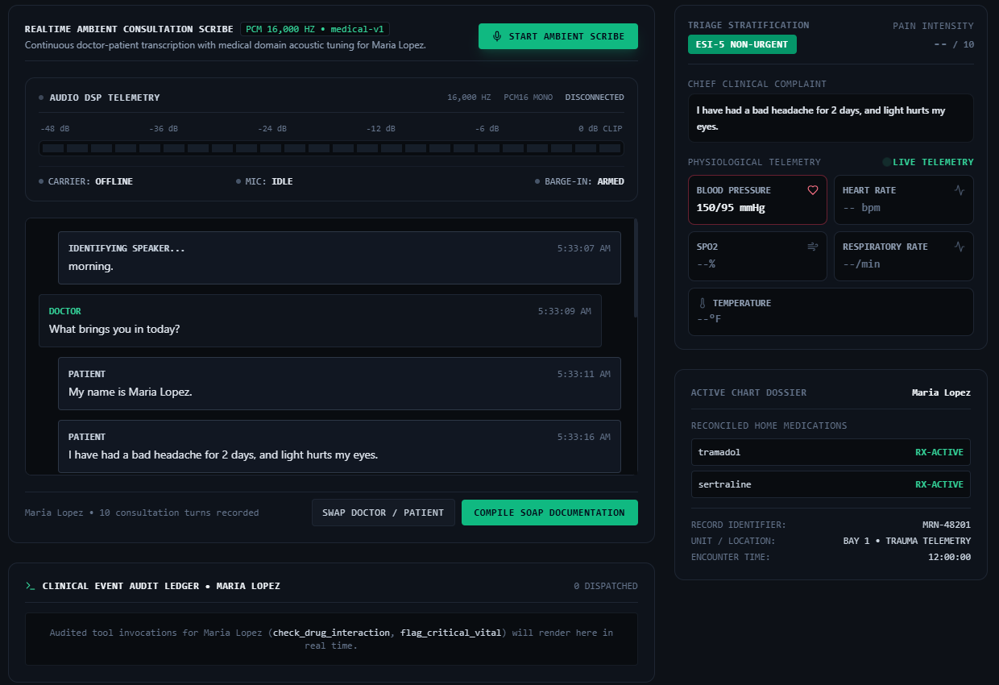 REALTIME AMBIENT CONSULTATION SCRIBE PCM 16,000 HZ • medical-v1
Continuous doctor-patient transcription with medical domain acoustic tuning for Maria Lopez.
START AMBIENT SCRIBE
AUDIO DSP TELEMETRY 16,000 HZ PCM16 MONO DISCONNECTED
-48 dB -36 dB -24 dB -12 dB -6 dB 0 dB CLIP
CARRIER: OFFLINE MIC: IDLE BARGE-IN: ARMED
IDENTIFYING SPEAKER... 5:33:07 AM
morning.
DOCTOR 5:33:09 AM
What brings you in today?
PATIENT 5:33:11 AM
My name is Maria Lopez.
PATIENT 5:33:16 AM
I have had a bad headache for 2 days, and light hurts my eyes.
Maria Lopez • 10 consultation turns recorded SWAP DOCTOR / PATIENT COMPILE SOAP DOCUMENTATION
CLINICAL EVENT AUDIT LEDGER • MARIA LOPEZ 0 DISPATCHED
Audited tool invocations for Maria Lopez (check_drug_interaction, flag_critical_vital) will render here in
real time.
TRIAGE STRATIFICATION PAIN INTENSITY
ESI-5 NON-URGENT -- / 10
CHIEF CLINICAL COMPLAINT
I have had a bad headache for 2 days, and light hurts my
eyes.
PHYSIOLOGICAL TELEMETRY LIVE TELEMETRY
BLOOD PRESSURE HEART RATE
150/95 mmHg -- bpm
SPO2 RESPIRATORY RATE
--% --/min
TEMPERATURE
--°F
ACTIVE CHART DOSSIER Maria Lopez
RECONCILED HOME MEDICATIONS
tramadol RX-ACTIVE
sertraline RX-ACTIVE
RECORD IDENTIFIER: MRN-48201
UNIT / LOCATION: BAY 1 • TRAUMA TELEMETRY
ENCOUNTER TIME: 12:00:00